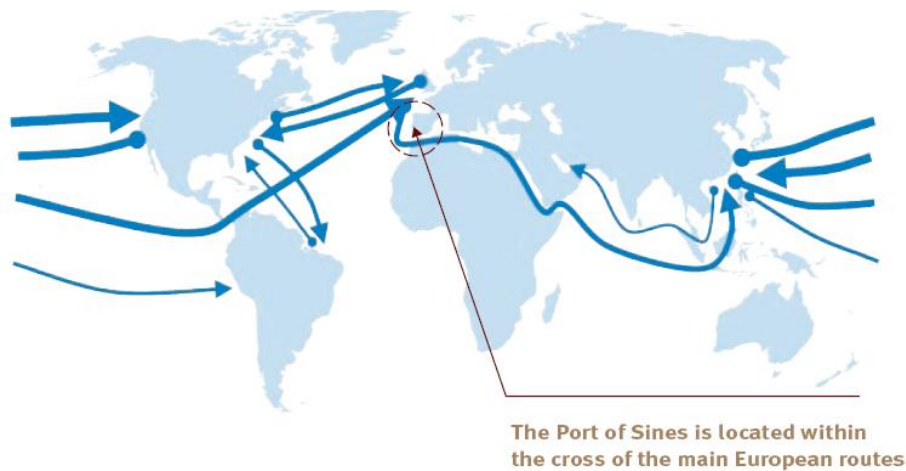 The Port of Sines is located within
the cross of the main European routes